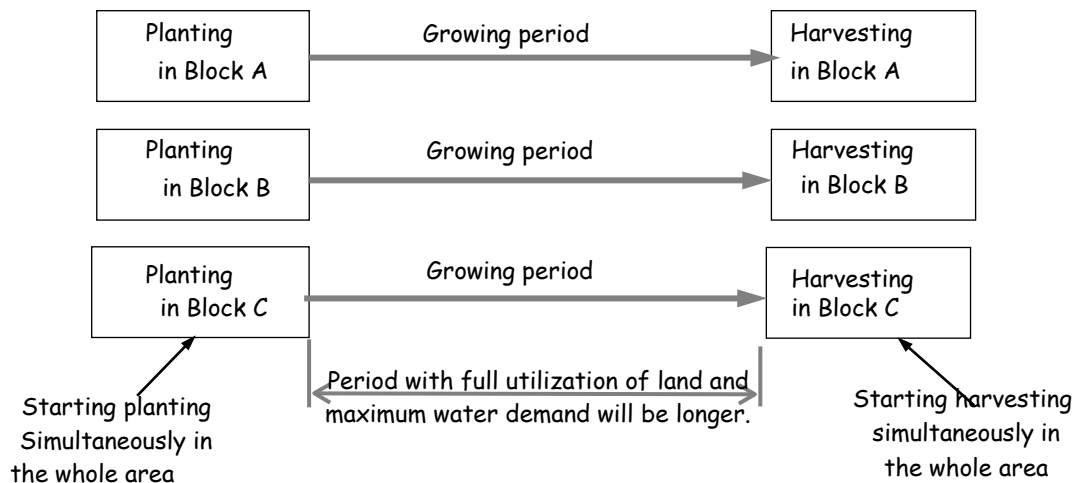 Planting
in Block A
Growing period
Harvesting
in Block A
Planting
in Block B
Growing period
Harvesting
in Block B
Planting
in Block C
Growing period
Harvesting
in Block C
Starting planting
Simultaneously in
the whole area
Period with full utilization of land and
maximum water demand will be longer.
Starting harvesting
simultaneously in
the whole area